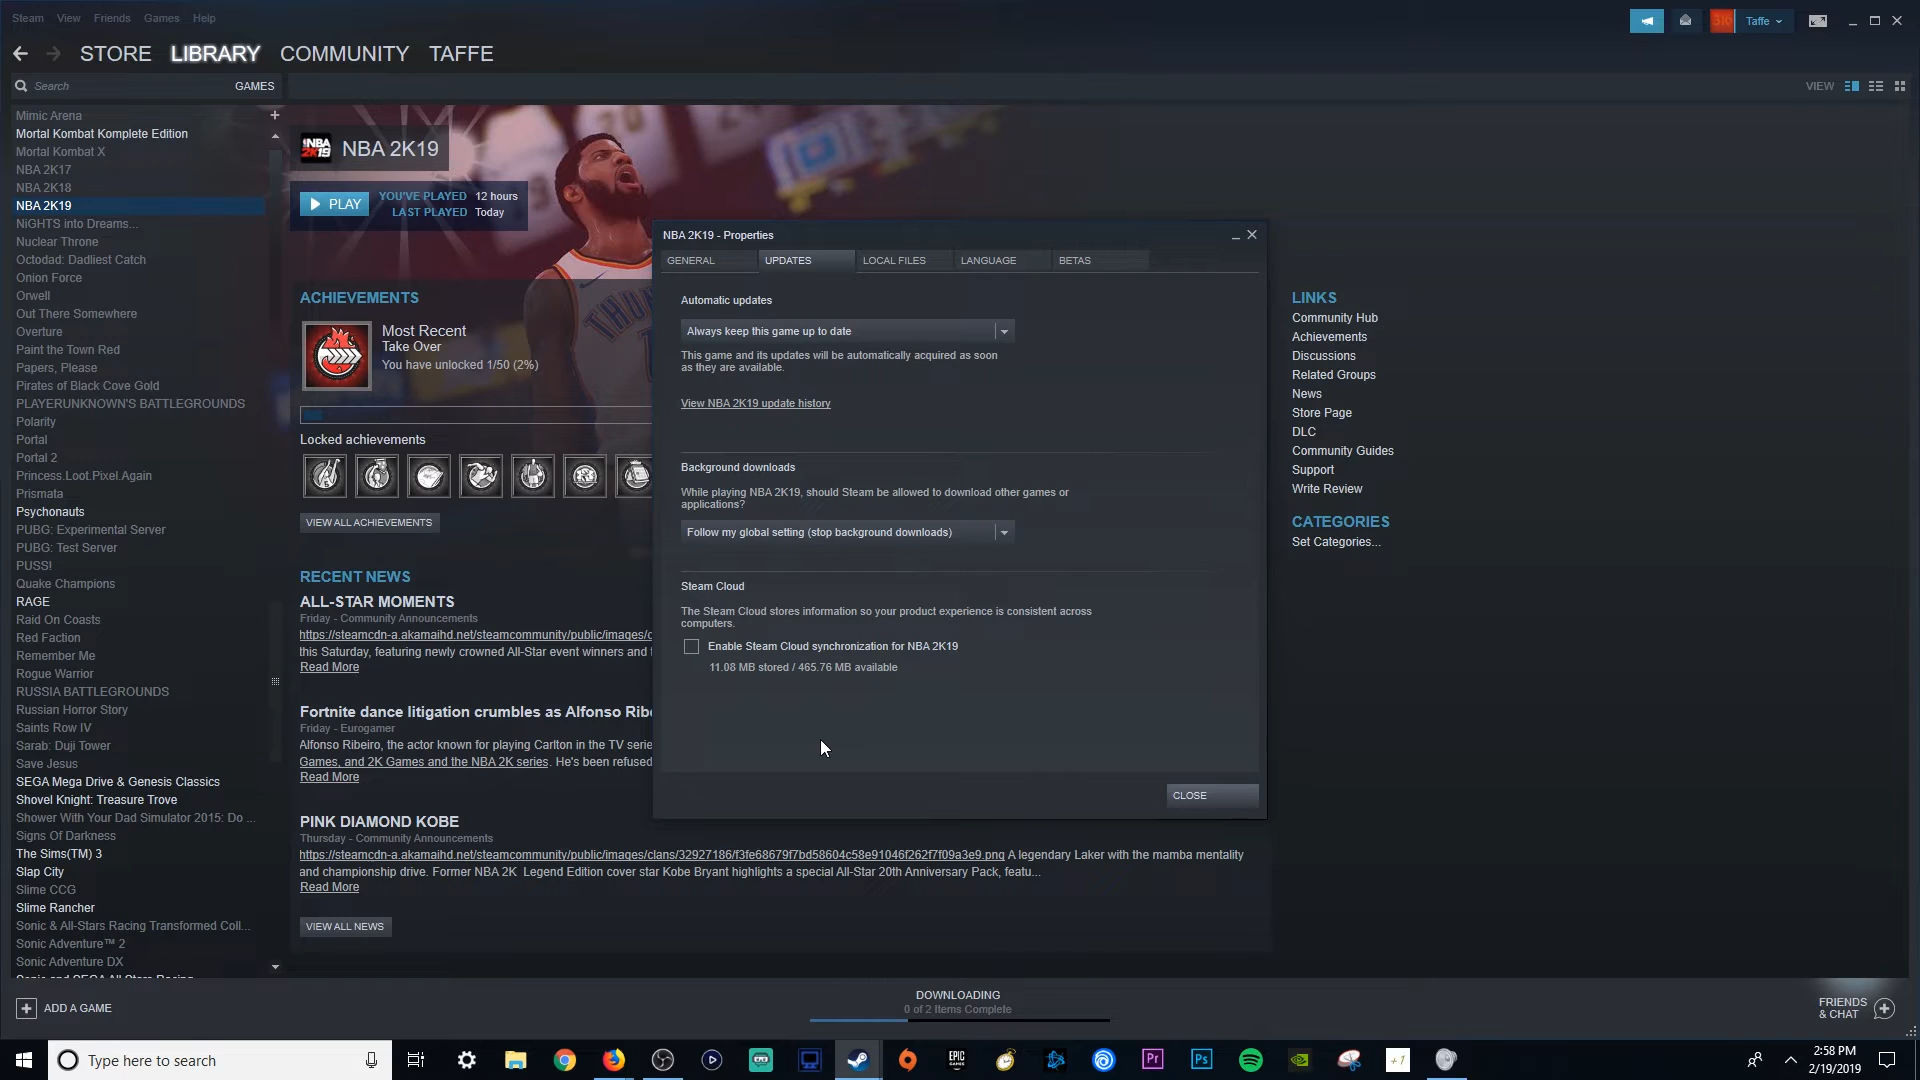 Steam View Friends Games Help
Taffe
STORE LIBRARY COMMUNITY TAFFE
Search GAMES
VIEW
Mimic Arena
Mortal Kombat Komplete Edition
Mortal Kombat X
NBA 2K17
NBA 2K18
NBA 2K19
NiGHTS into Dreams...
Nuclear Throne
Octodad: Dadliest Catch
Onion Force
Orwell
Out There Somewhere
Overture
Paint the Town Red
Papers, Please
Pirates of Black Cove Gold
PLAYERUNKNOWN'S BATTLEGROUNDS
Polarity
Portal
Portal 2
Princess.Loot.Pixel.Again
Prismata
Psychonauts
PUBG: Experimental Server
PUBG: Test Server
PUSS!
Quake Champions
RAGE
Raid On Coasts
Red Faction
Remember Me
Rogue Warrior
RUSSIA BATTLEGROUNDS
Russian Horror Story
Saints Row IV
Sarab: Duji Tower
Save Jesus
SEGA Mega Drive & Genesis Classics
Shovel Knight: Treasure Trove
Shower With Your Dad Simulator 2015: Do ...
Signs Of Darkness
The Sims(TM) 3
Slap City
Slime CCG
Slime Rancher
Sonic & All-Stars Racing Transformed Coll...
Sonic Adventure™ 2
Sonic Adventure DX
ADD A GAME
NBA 2K19
NBA 2K19
PLAY
YOU'VE PLAYED 12 hours
LAST PLAYED Today
ACHIEVEMENTS
Most Recent
Take Over
You have unlocked 1/50 (2%)
Locked achievements
VIEW ALL ACHIEVEMENTS
RECENT NEWS
ALL-STAR MOMENTS
Friday - Community Announcements
https://steamcdn-a.akamaihd.net/steamcommunity/public/images/c
this Saturday, featuring newly crowned All-Star event winners and
Read More
Fortnite dance litigation crumbles as Alfonso Ribe
Friday - Eurogamer
Alfonso Ribeiro, the actor known for playing Carlton in the TV serie
Games, and 2K Games and the NBA 2K series. He's been refused
Read More
PINK DIAMOND KOBE
Thursday - Community Announcements
https://steamcdn-a.akamaihd.net/steamcommunity/public/images/clans/32927186/f3fe68679f7bd58604c58e91046f262f7f09a3e9.png A legendary Laker with the mamba mentality
and championship drive. Former NBA 2K Legend Edition cover star Kobe Bryant highlights a special All-Star 20th Anniversary Pack, featu...
Read More
VIEW ALL NEWS
NBA 2K19 - Properties
GENERAL UPDATES LOCAL FILES LANGUAGE BETAS
Automatic updates
Always keep this game up to date
This game and its updates will be automatically acquired as soon
as they are available.
View NBA 2K19 update history
Background downloads
While playing NBA 2K19, should Steam be allowed to download other games or
applications?
Follow my global setting (stop background downloads)
Steam Cloud
The Steam Cloud stores information so your product experience is consistent across
computers.
Enable Steam Cloud synchronization for NBA 2K19
11.08 MB stored / 465.76 MB available
CLOSE
LINKS
Community Hub
Achievements
Discussions
Related Groups
News
Store Page
DLC
Community Guides
Support
Write Review
CATEGORIES
Set Categories...
DOWNLOADING
0 of 2 Items Complete
FRIENDS
& CHAT
Type here to search
EPIC
GAMES
Pr
Ps
+1
2:58 PM
2/19/2019